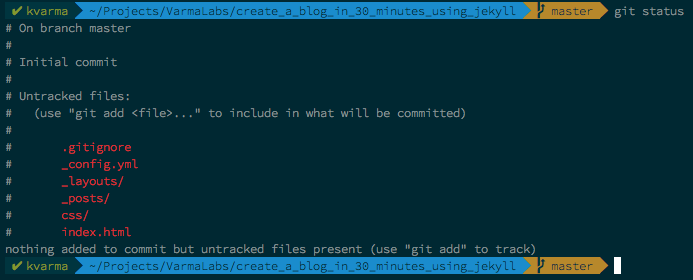 ✔ kvarma ~/Projects/VarmaLabs/create_a_blog_in_30_minutes_using_jekyll master git status
# On branch master
#
# Initial commit
#
# Untracked files:
#   (use "git add <file>..." to include in what will be committed)
#
#       .gitignore
#       _config.yml
#       _layouts/
#       _posts/
#       css/
#       index.html
nothing added to commit but untracked files present (use "git add" to track)
✔ kvarma ~/Projects/VarmaLabs/create_a_blog_in_30_minutes_using_jekyll master